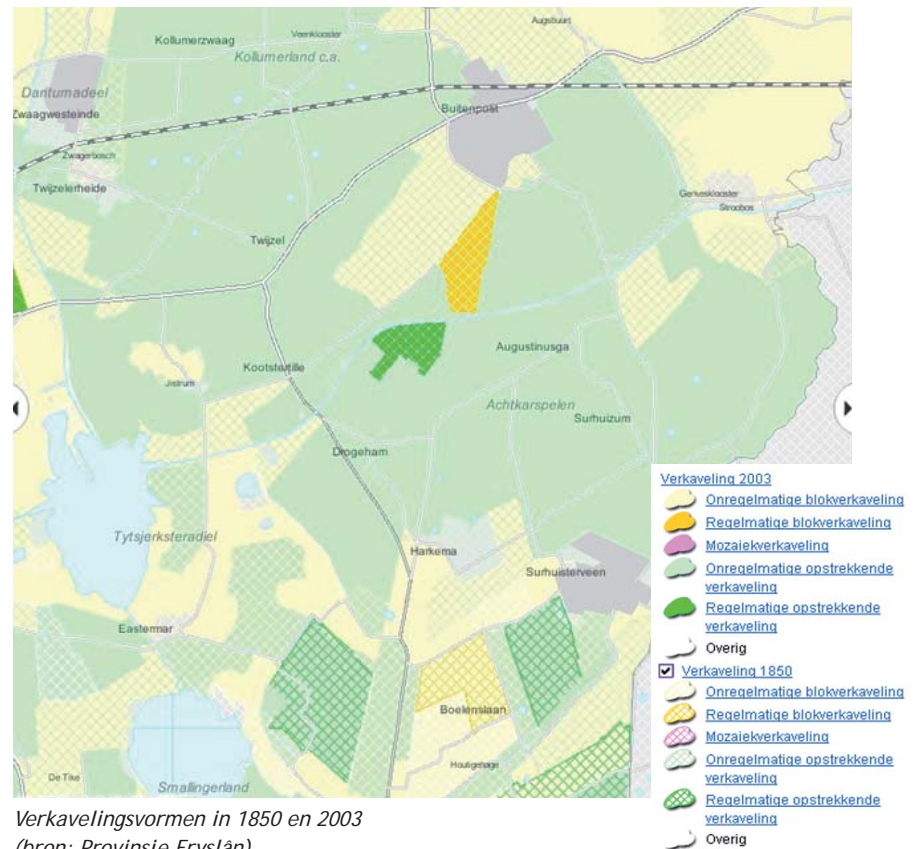 Augsbuurt
Veenklooster
Kollumerzwaag
Kollumerland c.a.
Dantumadeel
Zwaagwesteinde
Buitenpost
Zwagerbosch
Twijzelerheide
Gerkesklooster
Stroobos
Twijzel
Augustinusga
Kootstertille
Jistrum
Achtkarspelen
Surhuizum
Drogeham
Tytsjerksteradiel
Harkema
Surhuisterveen
Eastermar
Boelenslaan
Houtigehage
De Tike
Smallingerland
Verkaveling 2003
Onregelmatige blokverkaveling
Regelmatige blokverkaveling
Mozaiekverkaveling
Onregelmatige opstrekkende
verkaveling
Regelmatige opstrekkende
verkaveling
Overig
Verkaveling 1850
Onregelmatige blokverkaveling
Regelmatige blokverkaveling
Mozaiekverkaveling
Onregelmatige opstrekkende
verkaveling
Regelmatige opstrekkende
verkaveling
Overig
Verkavelingsvormen in 1850 en 2003
(bron: Provinsje Fryslân)